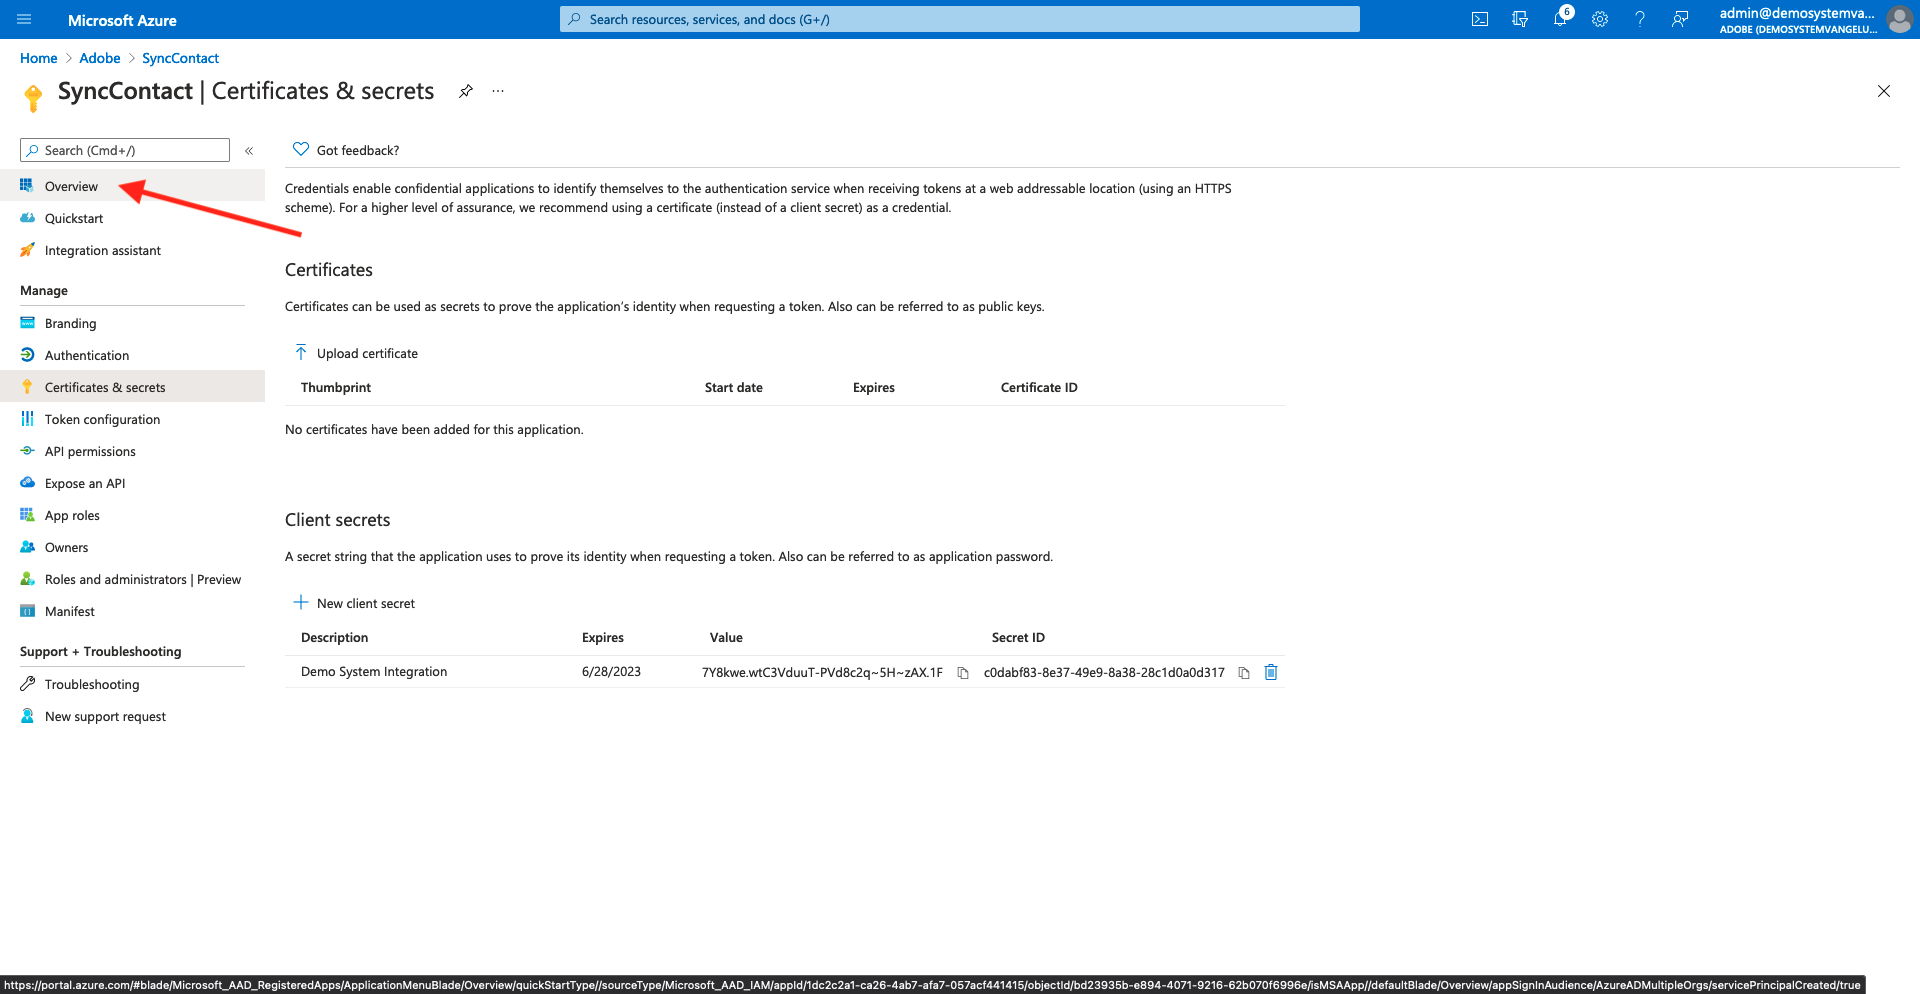 Microsoft Azure
Search resources, services, and docs (G+/)
6
admin@demosystemva...
ADOBE (DEMOSYSTEMVANGELU...
Home > Adobe > SyncContact
SyncContact | Certificates & secrets
Search (Cmd+/)
Got feedback?
Overview
Quickstart
Integration assistant
Manage
Branding
Authentication
Certificates & secrets
Token configuration
API permissions
Expose an API
App roles
Owners
Roles and administrators | Preview
Manifest
Support + Troubleshooting
Troubleshooting
New support request
Credentials enable confidential applications to identify themselves to the authentication service when receiving tokens at a web addressable location (using an HTTPS
scheme). For a higher level of assurance, we recommend using a certificate (instead of a client secret) as a credential.
Certificates
Certificates can be used as secrets to prove the application's identity when requesting a token. Also can be referred to as public keys.
Upload certificate
Thumbprint Start date Expires Certificate ID
No certificates have been added for this application.
Client secrets
A secret string that the application uses to prove its identity when requesting a token. Also can be referred to as application password.
New client secret
Description Expires Value Secret ID
Demo System Integration 6/28/2023 7Y8kwe.wtC3VduuT-PVd8c2q~5H~zAX.1F c0dabf83-8e37-49e9-8a38-28c1d0a0d317
https://portal.azure.com/#blade/Microsoft_AAD_RegisteredApps/ApplicationMenuBlade/Overview/quickStartType//sourceType/Microsoft_AAD_IAM/appId/1dc2c2a1-ca26-4ab7-afa7-057acf441415/objectId/bd23935b-e894-4071-9216-62b070f6996e/isMSAApp//defaultBlade/Overview/appSignInAudience/AzureADMultipleOrgs/servicePrincipalCreated/true